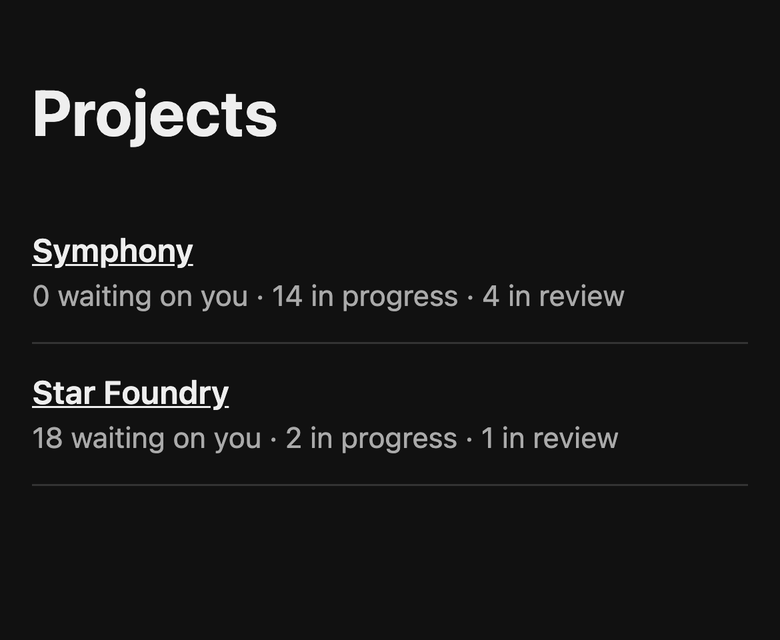 Projects
Symphony
0 waiting on you · 14 in progress · 4 in review
Star Foundry
18 waiting on you · 2 in progress · 1 in review